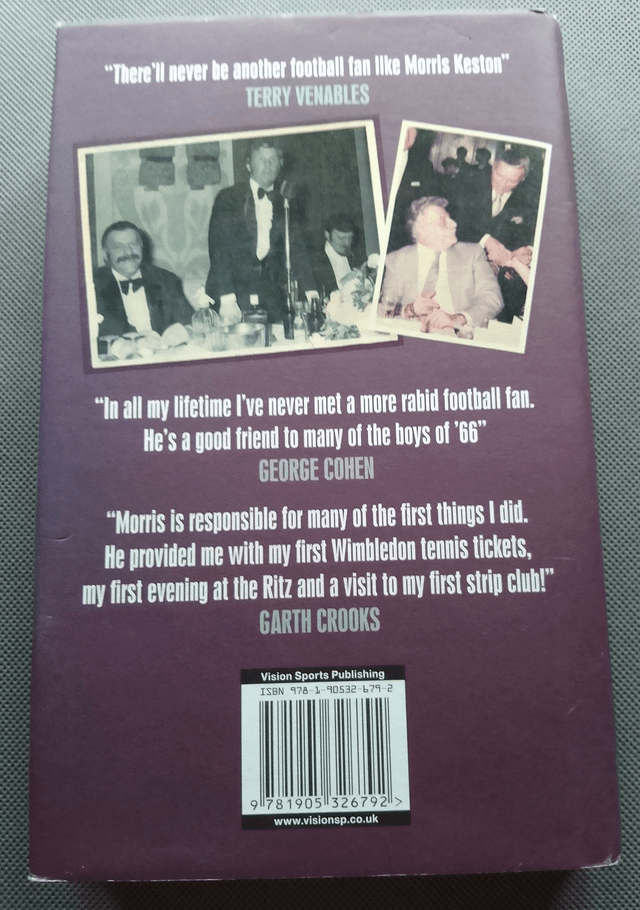 "There'll never be another football fan like Morris Keston"
TERRY VENABLES
"In all my lifetime I've never met a more rabid football fan.
He's a good friend to many of the boys of '66"
GEORGE COHEN
"Morris is responsible for many of the first things I did.
He provided me with my first Wimbledon tennis tickets,
my first evening at the Ritz and a visit to my first strip club!"
GARTH CROOKS
Vision Sports Publishing
ISBN 978-1-90532-679-2
9 781905 326792 >
www.visionsp.co.uk